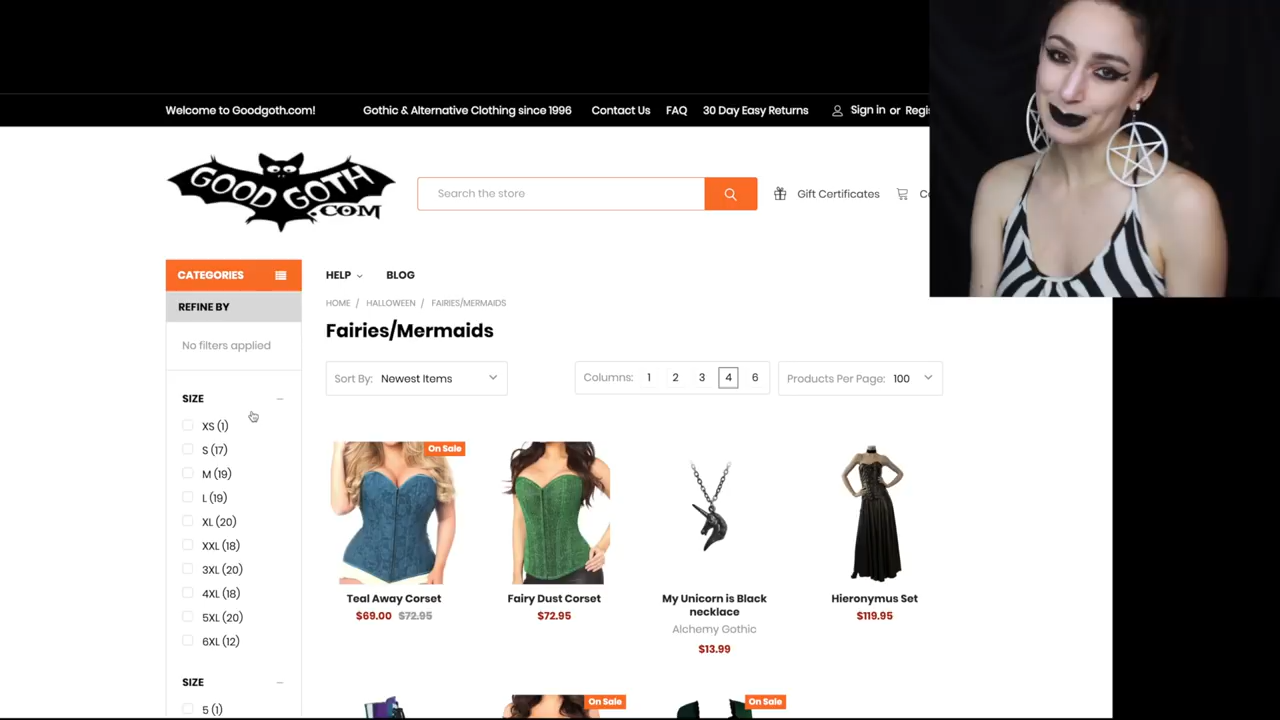 Welcome to Goodgoth.com!
Gothic & Alternative Clothing since 1996
Contact Us
FAQ
30 Day Easy Returns
Sign in or
GOOD GOTH
.COM
Search the store
Gift Certificates
CATEGORIES
HELP
BLOG
REFINE BY
HOME / HALLOWEEN / FAIRIES/MERMAIDS
Fairies/Mermaids
No filters applied
Sort By: Newest Items
Columns: 1 2 3 4 6
Products Per Page: 100
SIZE
XS (1)
S (17)
M (19)
L (19)
XL (20)
XXL (18)
3XL (20)
4XL (18)
5XL (20)
6XL (12)
SIZE
5 (1)
On Sale
Teal Away Corset
$69.00 $72.95
Fairy Dust Corset
$72.95
My Unicorn is Black
necklace
Alchemy Gothic
$13.99
Hieronymus Set
$119.95
On Sale
On Sale